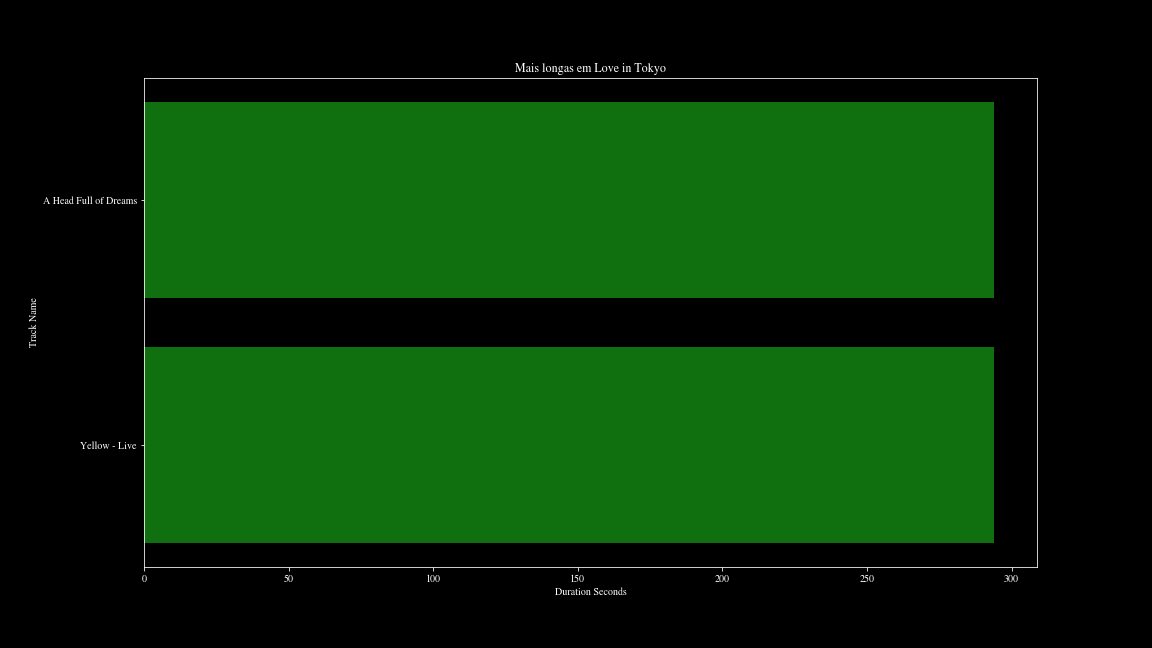 Mais longas em Love in Tokyo
A Head Full of Dreams
Track Name
Yellow - Live
0 50 100 150 200 250 300
Duration Seconds